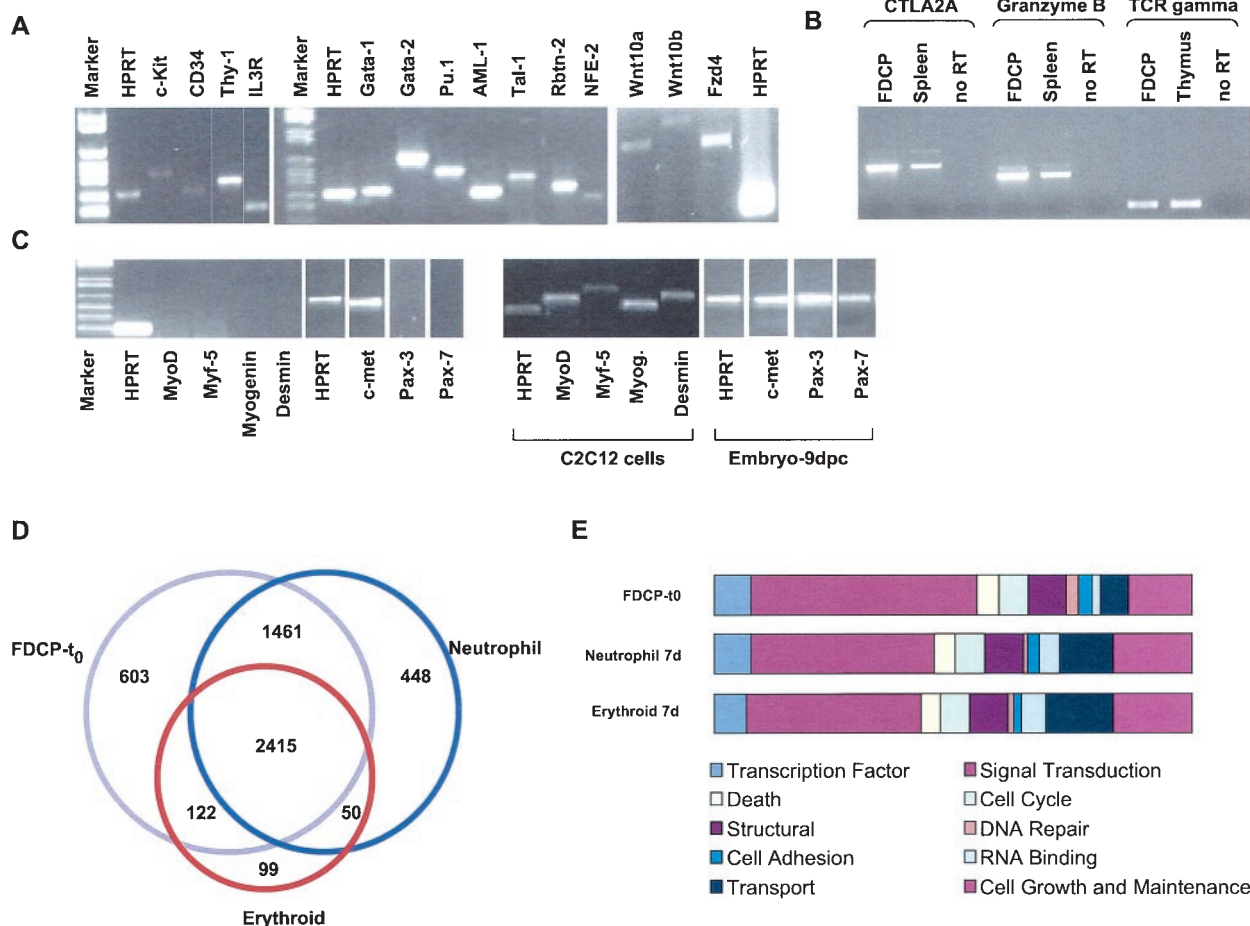 A
Marker
HPRT
c-Kit
CD34
Thy-1
IL3R
Marker
HPRT
Gata-1
Gata-2
Pu.1
AML-1
Tal-1
Rbtn-2
NFE-2
Wnt10a
Wnt10b
Fzd4
HPRT
B
CTLA2A
Granzyme B
TCR gamma
FDCP
Spleen
no RT
FDCP
Spleen
no RT
FDCP
Thymus
no RT
C
Marker
HPRT
MyoD
Myf-5
Myogenin
Desmin
HPRT
c-met
Pax-3
Pax-7
HPRT
MyoD
Myf-5
Myog.
Desmin
HPRT
c-met
Pax-3
Pax-7
C2C12 cells
Embryo-9dpc
D
FDCP-t0
Neutrophil
1461
603
448
2415
122
50
99
Erythroid
E
FDCP-t0
Neutrophil 7d
Erythroid 7d
Transcription Factor
Signal Transduction
Death
Cell Cycle
Structural
DNA Repair
Cell Adhesion
RNA Binding
Transport
Cell Growth and Maintenance